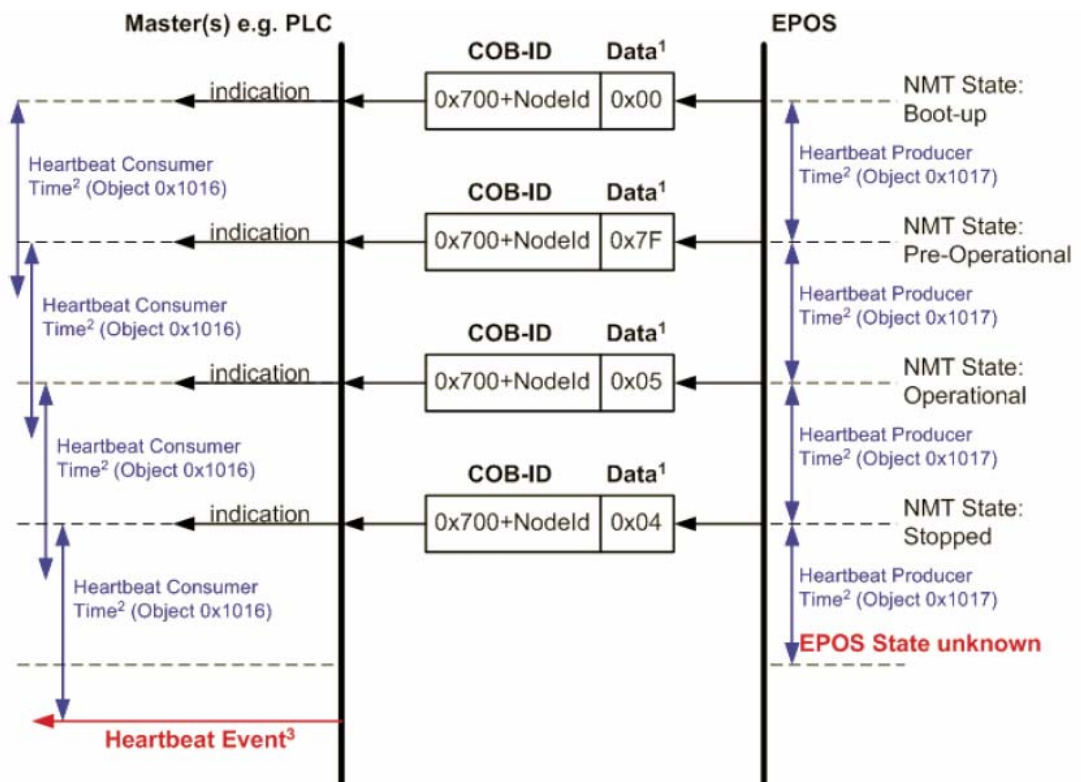 Master(s) e.g. PLC
EPOS
COB-ID Data¹
indication
0x700+NodeId 0x00
NMT State:
Boot-up
Heartbeat Consumer
Time² (Object 0x1016)
Heartbeat Producer
Time² (Object 0x1017)
COB-ID Data¹
indication
0x700+NodeId 0x7F
NMT State:
Pre-Operational
Heartbeat Consumer
Time² (Object 0x1016)
Heartbeat Producer
Time² (Object 0x1017)
COB-ID Data¹
indication
0x700+NodeId 0x05
NMT State:
Operational
Heartbeat Consumer
Time² (Object 0x1016)
Heartbeat Producer
Time² (Object 0x1017)
COB-ID Data¹
indication
0x700+NodeId 0x04
NMT State:
Stopped
Heartbeat Consumer
Time² (Object 0x1016)
Heartbeat Producer
Time² (Object 0x1017)
EPOS State unknown
Heartbeat Event³